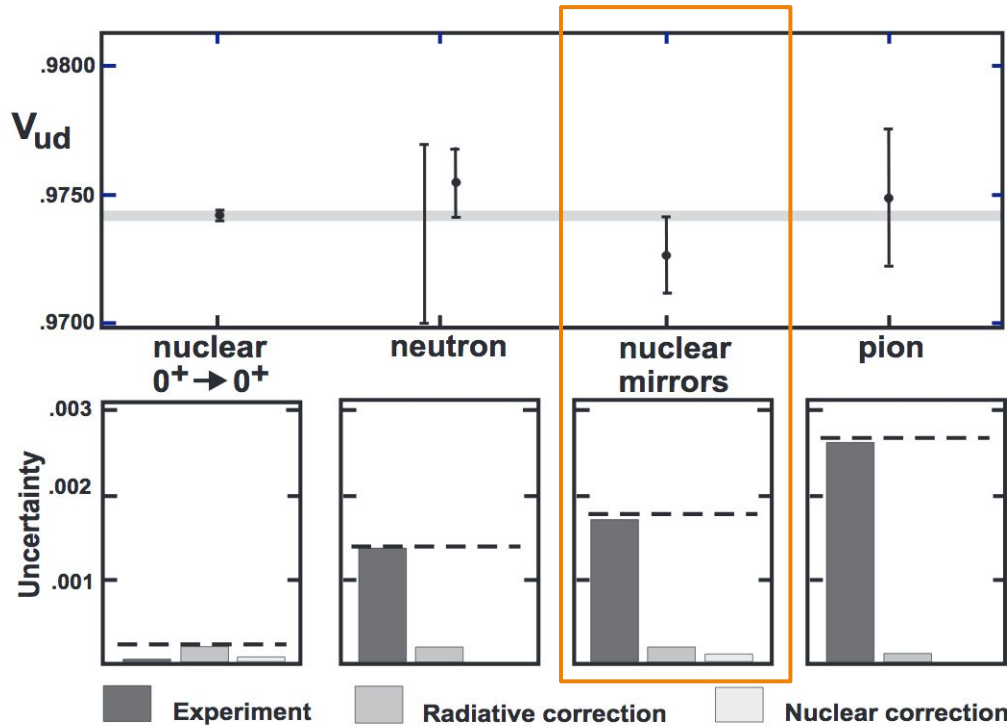 .9800
V_ud
.9750
.9700
nuclear
0⁺→0⁺
neutron
nuclear
mirrors
pion
.003
.002
.001
Uncertainty
Experiment
Radiative correction
Nuclear correction